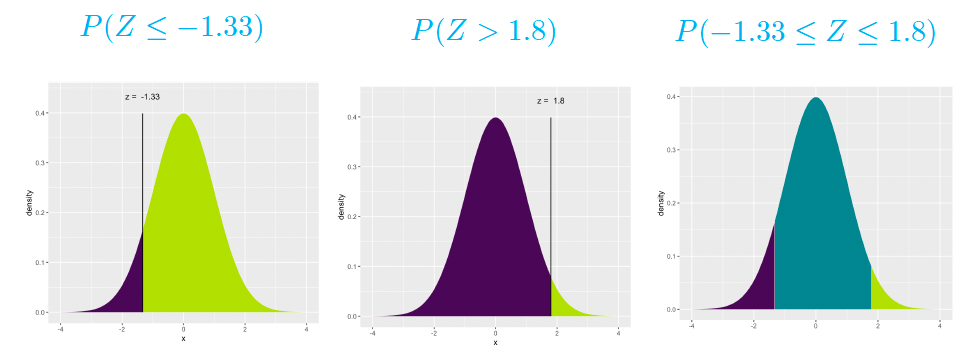 P(Z ≤ −1.33)
P(Z > 1.8)
P(−1.33 ≤ Z ≤ 1.8)
z = -1.33
0.4
0.3
0.2
0.1
0.0
density
-4 -2 0 2 4
x
z = 1.8
0.4
0.3
0.2
0.1
0.0
density
-4 -2 0 2 4
x
0.4
0.3
0.2
0.1
0.0
density
-4 -2 0 2 4
x